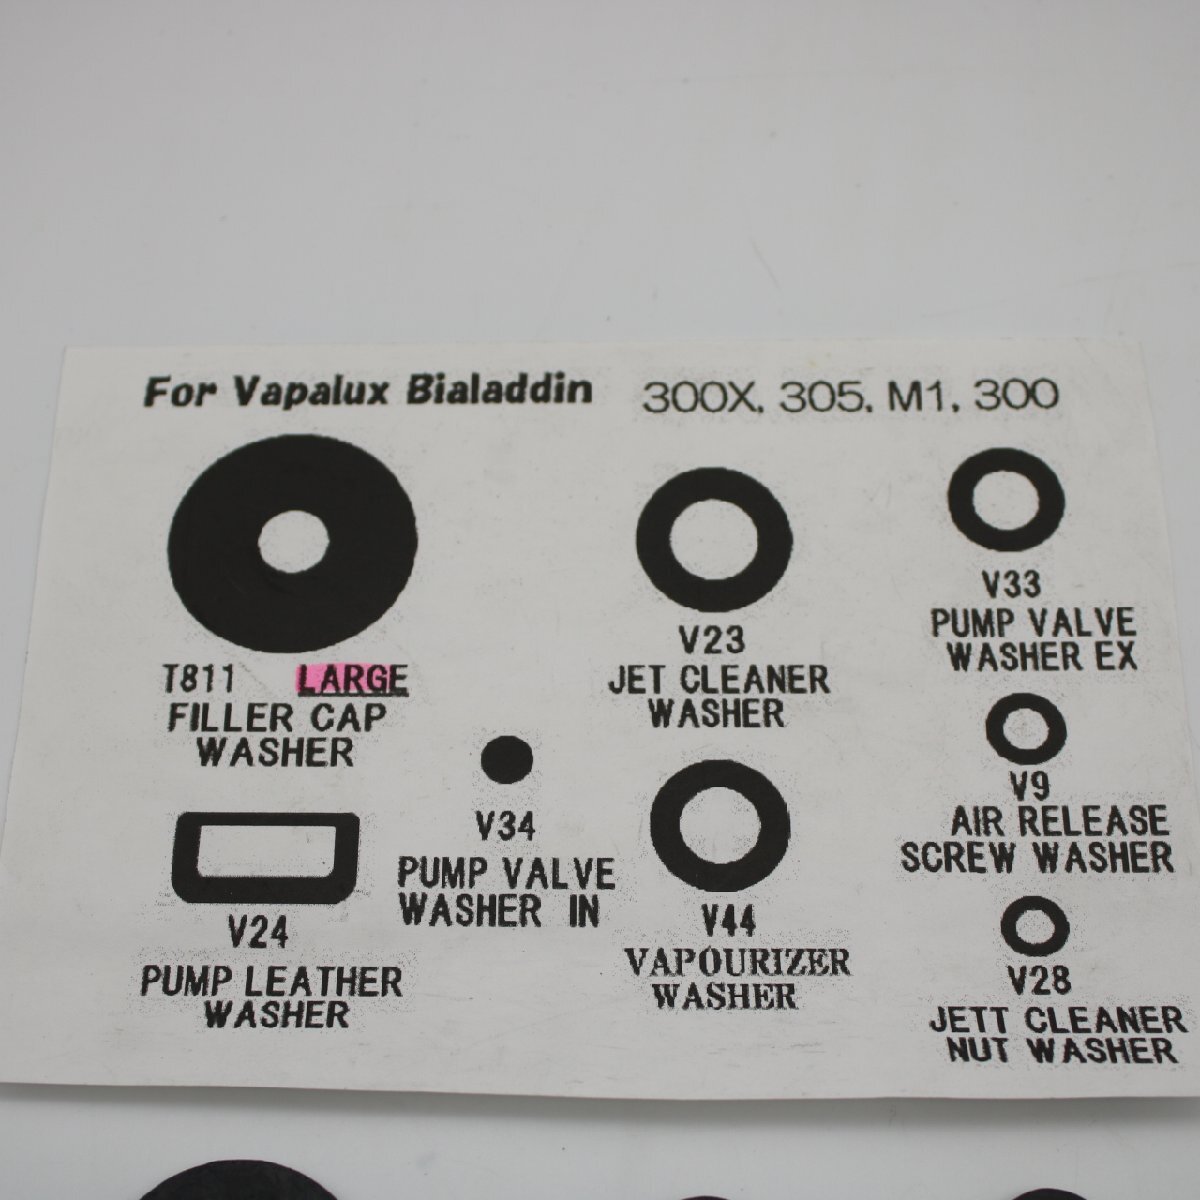 For Vapalux Bialaddin 300X, 305, M1, 300
T811 LARGE
FILLER CAP
WASHER
V23
JET CLEANER
WASHER
V33
PUMP VALVE
WASHER EX
V24
PUMP LEATHER
WASHER
V34
PUMP VALVE
WASHER IN
V44
VAPOURIZER
WASHER
V9
AIR RELEASE
SCREW WASHER
V28
JETT CLEANER
NUT WASHER